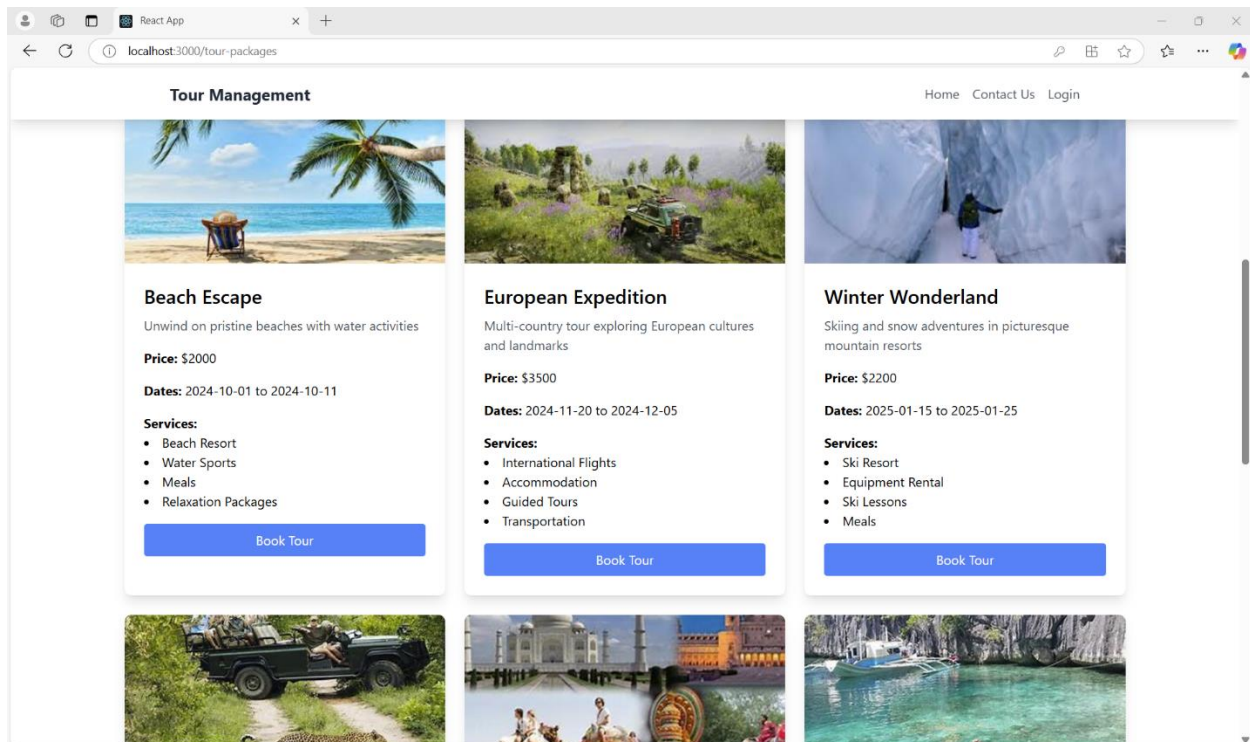 React App
localhost:3000/tour-packages
Tour Management
Home Contact Us Login
Beach Escape
Unwind on pristine beaches with water activities
Price: $2000
Dates: 2024-10-01 to 2024-10-11
Services:
• Beach Resort
• Water Sports
• Meals
• Relaxation Packages
Book Tour
European Expedition
Multi-country tour exploring European cultures
and landmarks
Price: $3500
Dates: 2024-11-20 to 2024-12-05
Services:
• International Flights
• Accommodation
• Guided Tours
• Transportation
Book Tour
Winter Wonderland
Skiing and snow adventures in picturesque
mountain resorts
Price: $2200
Dates: 2025-01-15 to 2025-01-25
Services:
• Ski Resort
• Equipment Rental
• Ski Lessons
• Meals
Book Tour